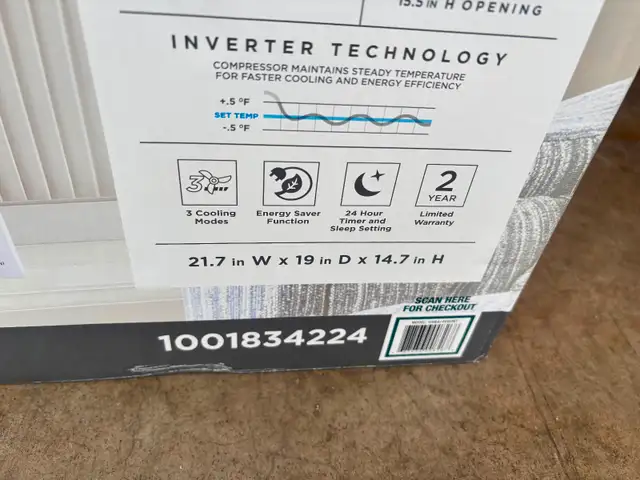 15.5 IN H OPENING
INVERTER TECHNOLOGY
COMPRESSOR MAINTAINS STEADY TEMPERATURE
FOR FASTER COOLING AND ENERGY EFFICIENCY
+.5 °F
SET TEMP
-.5 °F
3
3 Cooling
Modes
Energy Saver
Function
24 Hour
Timer and
Sleep Setting
2
YEAR
Limited
Warranty
21.7 in W x 19 in D x 14.7 in H
SCAN HERE
FOR CHECKOUT
1001834224